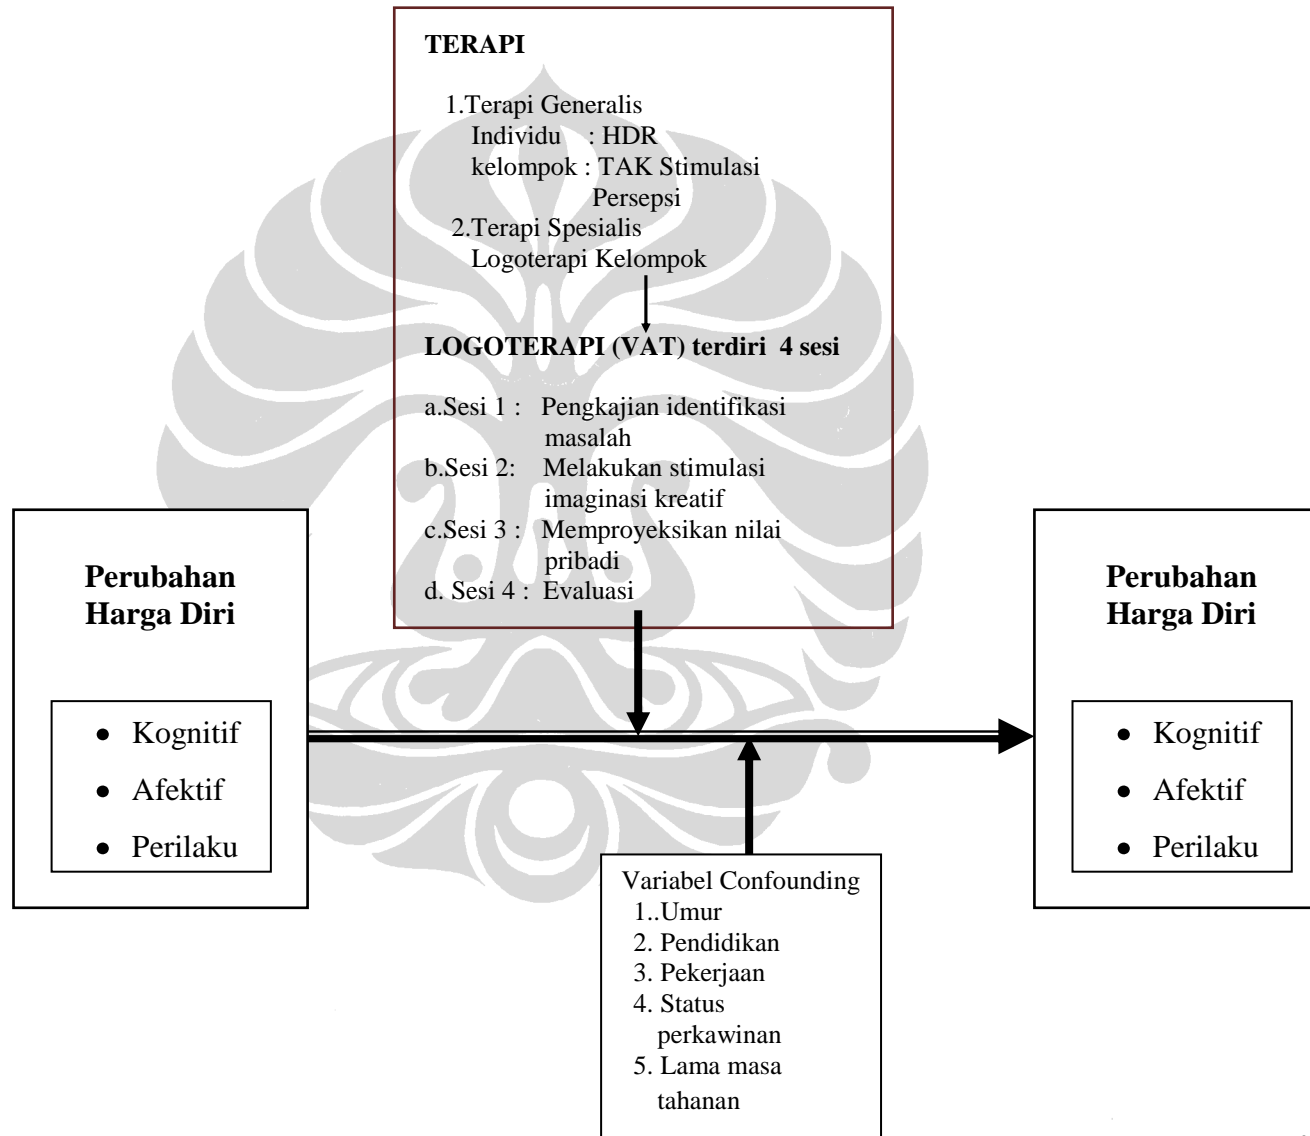 TERAPI
1.Terapi Generalis
Individu : HDR
kelompok : TAK Stimulasi
Persepsi
2.Terapi Spesialis
Logoterapi Kelompok
LOGOTERAPI (VAT) terdiri 4 sesi
a.Sesi 1 : Pengkajian identifikasi
masalah
b.Sesi 2: Melakukan stimulasi
imaginasi kreatif
c.Sesi 3 : Memproyeksikan nilai
pribadi
d. Sesi 4 : Evaluasi
Perubahan
Harga Diri
• Kognitif
• Afektif
• Perilaku
Perubahan
Harga Diri
• Kognitif
• Afektif
• Perilaku
Variabel Confounding
1..Umur
2. Pendidikan
3. Pekerjaan
4. Status
perkawinan
5. Lama masa
tahanan